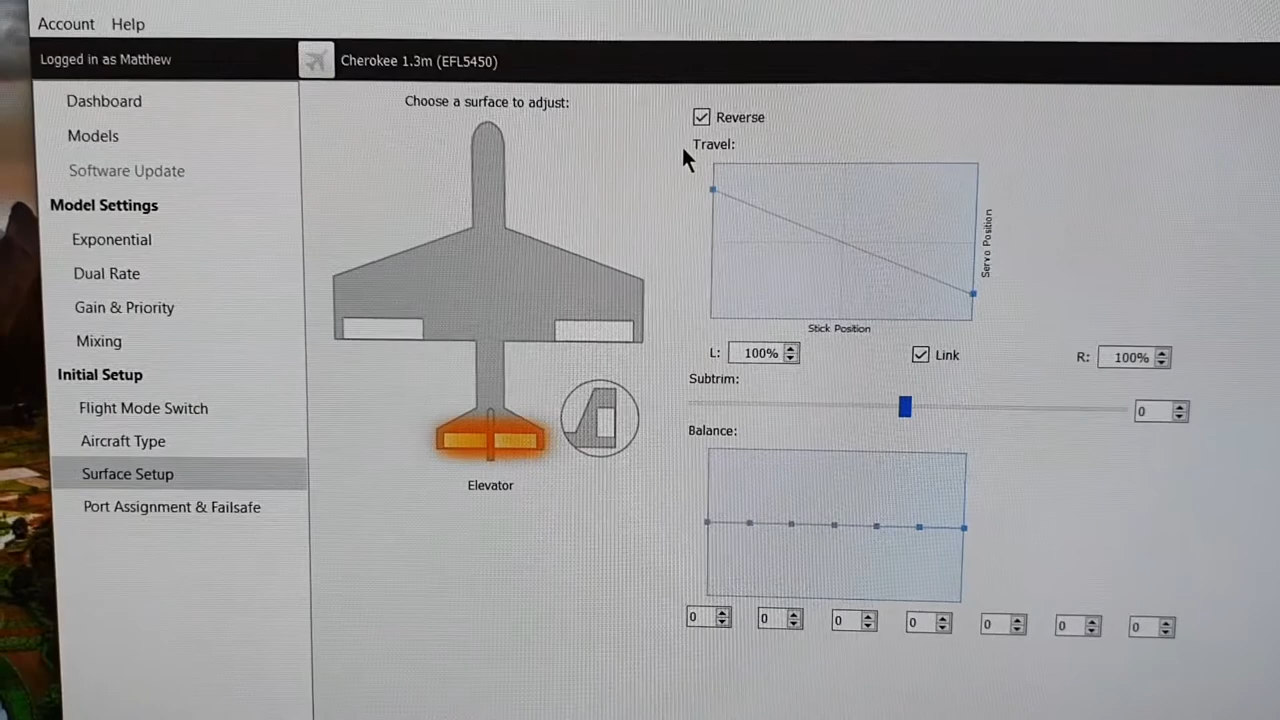 Account Help
Logged in as Matthew
Cherokee 1.3m (EFL5450)
Dashboard
Models
Software Update
Model Settings
Exponential
Dual Rate
Gain & Priority
Mixing
Initial Setup
Flight Mode Switch
Aircraft Type
Surface Setup
Port Assignment & Failsafe
Choose a surface to adjust:
Elevator
Reverse
Travel:
Servo Position
Stick Position
L: 100% Link R: 100%
Subtrim:
0
Balance:
0 0 0 0 0 0 0